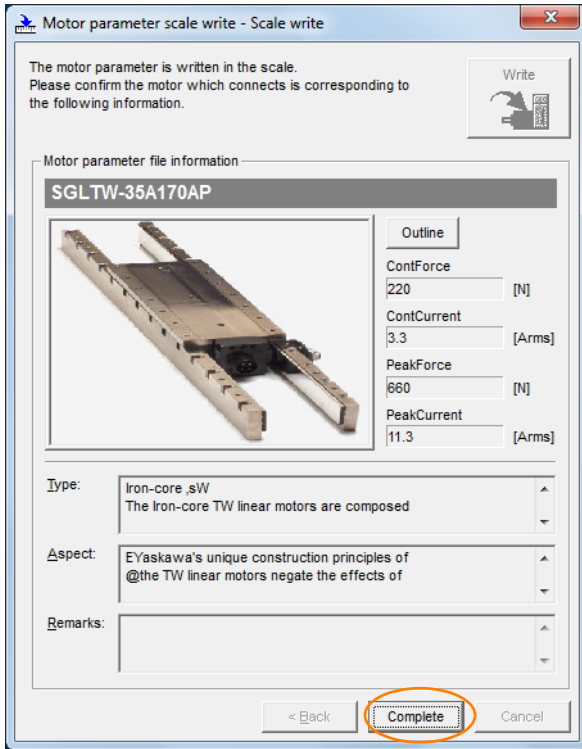 Motor parameter scale write - Scale write
The motor parameter is written in the scale.
Please confirm the motor which connects is corresponding to
the following information.
Write
Motor parameter file information
SGLTW-35A170AP
Outline
ContForce
220 [N]
ContCurrent
3.3 [Arms]
PeakForce
660 [N]
PeakCurrent
11.3 [Arms]
Type:
Iron-core ,sW
The Iron-core TW linear motors are composed
Aspect:
EYaskawa's unique construction principles of
@the TW linear motors negate the effects of
Remarks:
< Back Complete Cancel